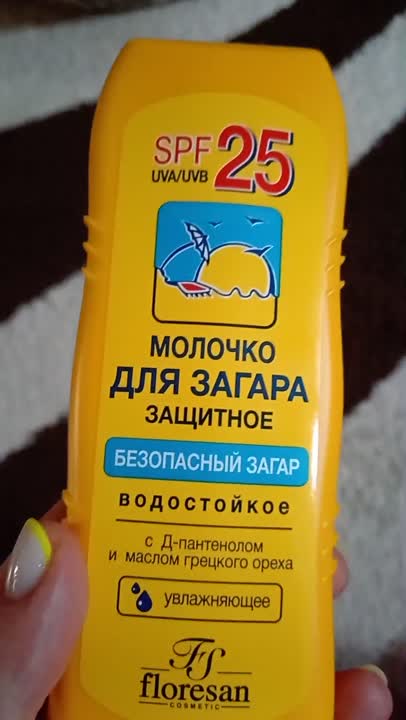 SPF 25
UVA/UVB
МОЛОЧКО
ДЛЯ ЗАГАРА
ЗАЩИТНОЕ
БЕЗОПАСНЫЙ ЗАГАР
ВОДОСТОЙКОЕ
с Д-пантенолом
и маслом грецкого ореха
увлажняющее
FS
floresan
COSMETIC